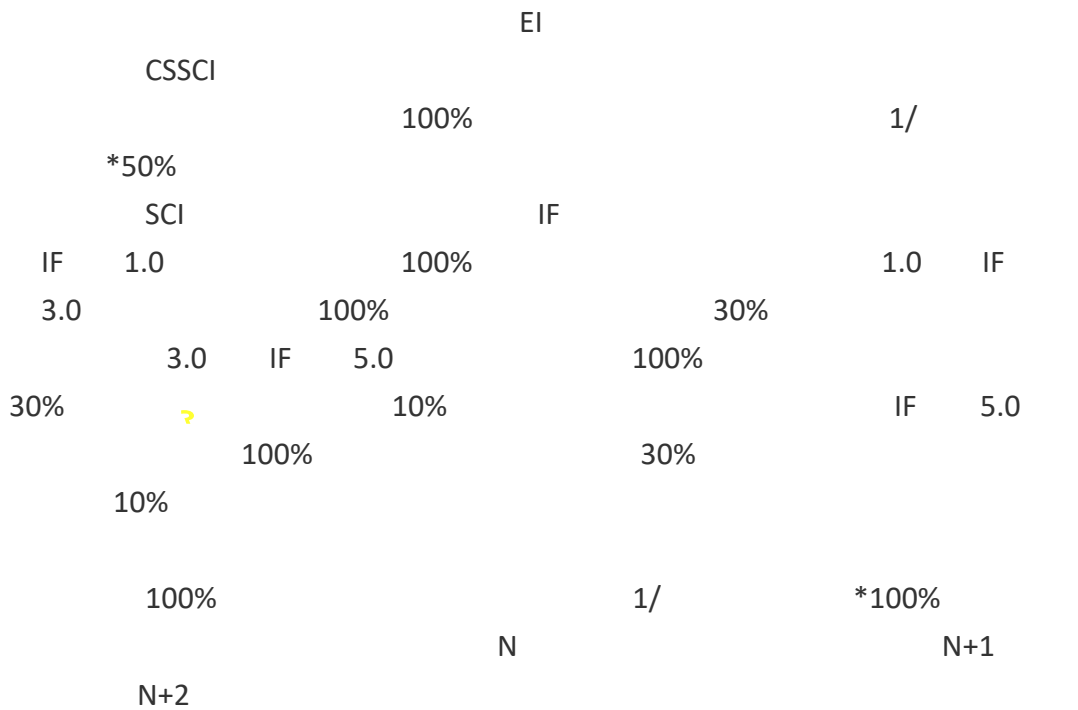 EI
CSSCI
100% 1/
*50%
SCI IF
IF 1.0 100% 1.0 IF
3.0 100% 30%
3.0 IF 5.0 100%
30% 10% IF 5.0
100% 30%
10%
100% 1/ *100%
N N+1
N+2